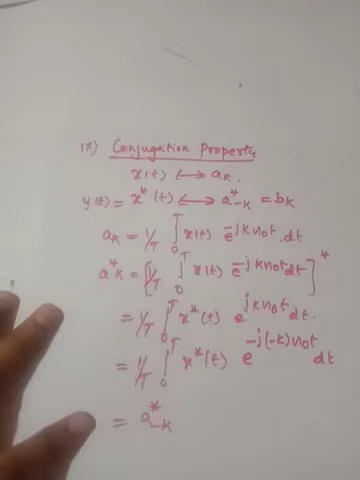 ix) Conjugation Property
x(t) ⟷ aₖ.
y(t) = x*(t) ⟷ a*₋ₖ = bₖ
aₖ = 1/T ∫₀ᵀ x(t) e^{-jkω₀t}.dt
a*ₖ = [1/T ∫₀ᵀ x(t) e^{-jkω₀t} dt]*
= 1/T ∫₀ᵀ x*(t) e^{jkω₀t} dt.
= 1/T ∫₀ᵀ x*(t) e^{-j(-k)ω₀t} dt
= a*₋ₖ